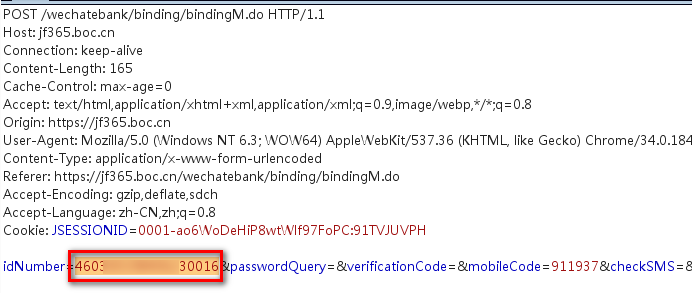 POST /wechatebank/binding/bindingM.do HTTP/1.1
Host: jf365.boc.cn
Connection: keep-alive
Content-Length: 165
Cache-Control: max-age=0
Accept: text/html,application/xhtml+xml,application/xml;q=0.9,image/webp,*/*;q=0.8
Origin: https://jf365.boc.cn
User-Agent: Mozilla/5.0 (Windows NT 6.3; WOW64) AppleWebKit/537.36 (KHTML, like Gecko) Chrome/34.0.184
Content-Type: application/x-www-form-urlencoded
Referer: https://jf365.boc.cn/wechatebank/binding/bindingM.do
Accept-Encoding: gzip,deflate,sdch
Accept-Language: zh-CN,zh;q=0.8
Cookie: JSESSIONID=0001-ao6WoDeHiP8wtWIf97FoPC:91TVJUVPH
idNumber=4603 30016&passwordQuery=&verificationCode=&mobileCode=911937&checkSMS=&